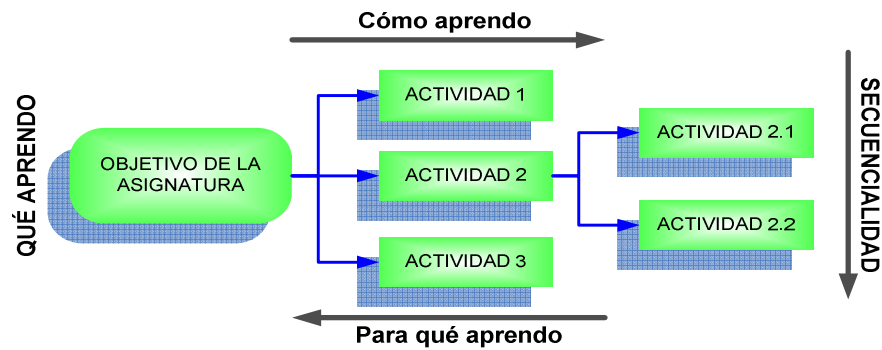 Cómo aprendo
QUÉ APRENDO
OBJETIVO DE LA
ASIGNATURA
ACTIVIDAD 1
ACTIVIDAD 2
ACTIVIDAD 3
ACTIVIDAD 2.1
ACTIVIDAD 2.2
SECUENCIALIDAD
Para qué aprendo